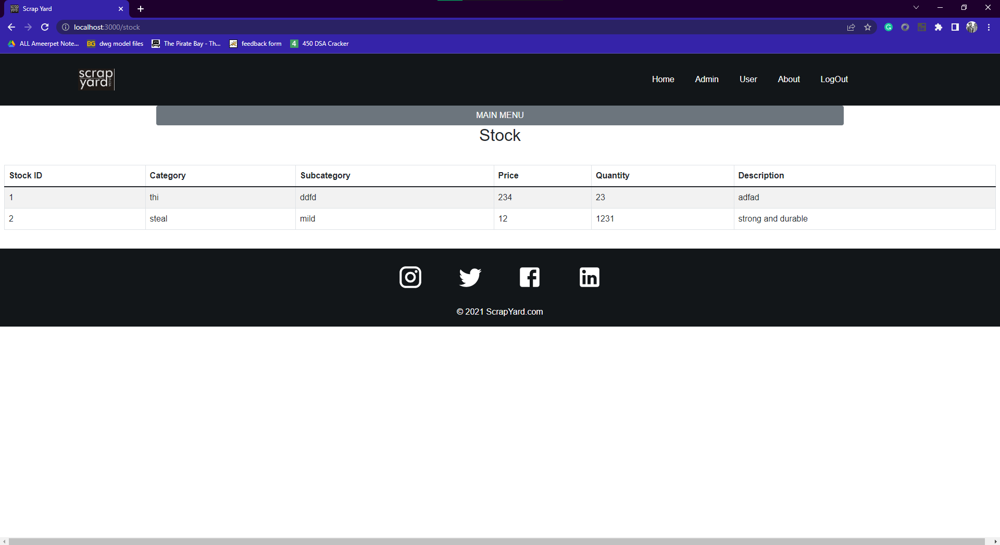 Scrap Yard
localhost:3000/stock
ALL Ameerpet Note... dwg model files The Pirate Bay - Th... feedback form 4 450 DSA Cracker
scrap
yard
Home Admin User About LogOut
MAIN MENU
Stock
Stock ID Category Subcategory Price Quantity Description
1 thi ddfd 234 23 adfad
2 steal mild 12 1231 strong and durable
© 2021 ScrapYard.com